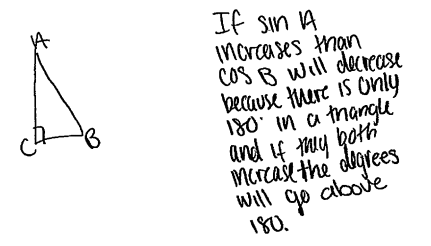 A
C
B
If sin A
increases than
cos B will decrease
because there is only
180° in a triangle
and if they both
increase the degrees
will go above
180.